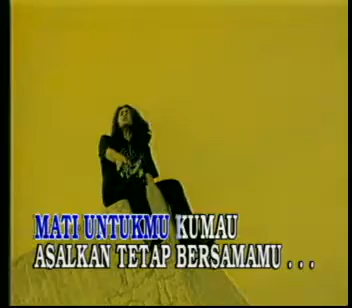 MATI UNTUKMU KUMAU
ASALKAN TETAP BERSAMAMU . . .